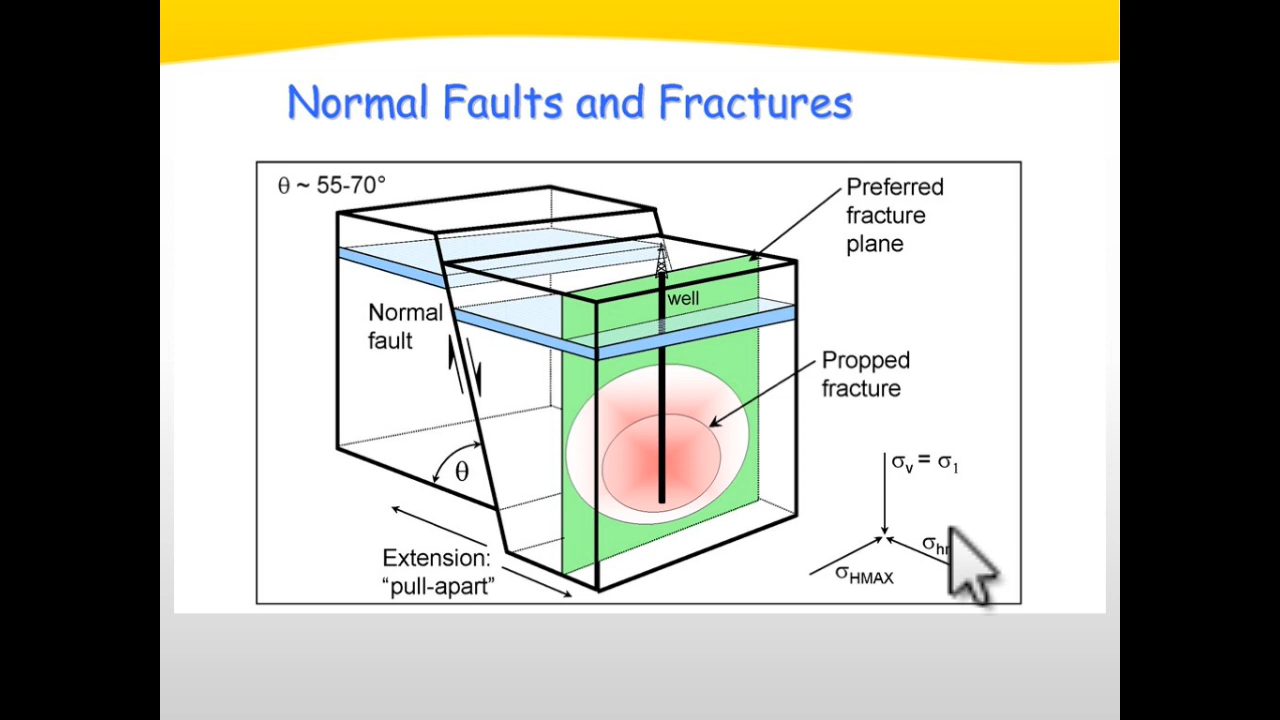 Normal Faults and Fractures
θ ~ 55-70°
Preferred
fracture
plane
well
Normal
fault
Propped
fracture
θ
σv = σ1
σHMAX
Extension:
“pull-apart”